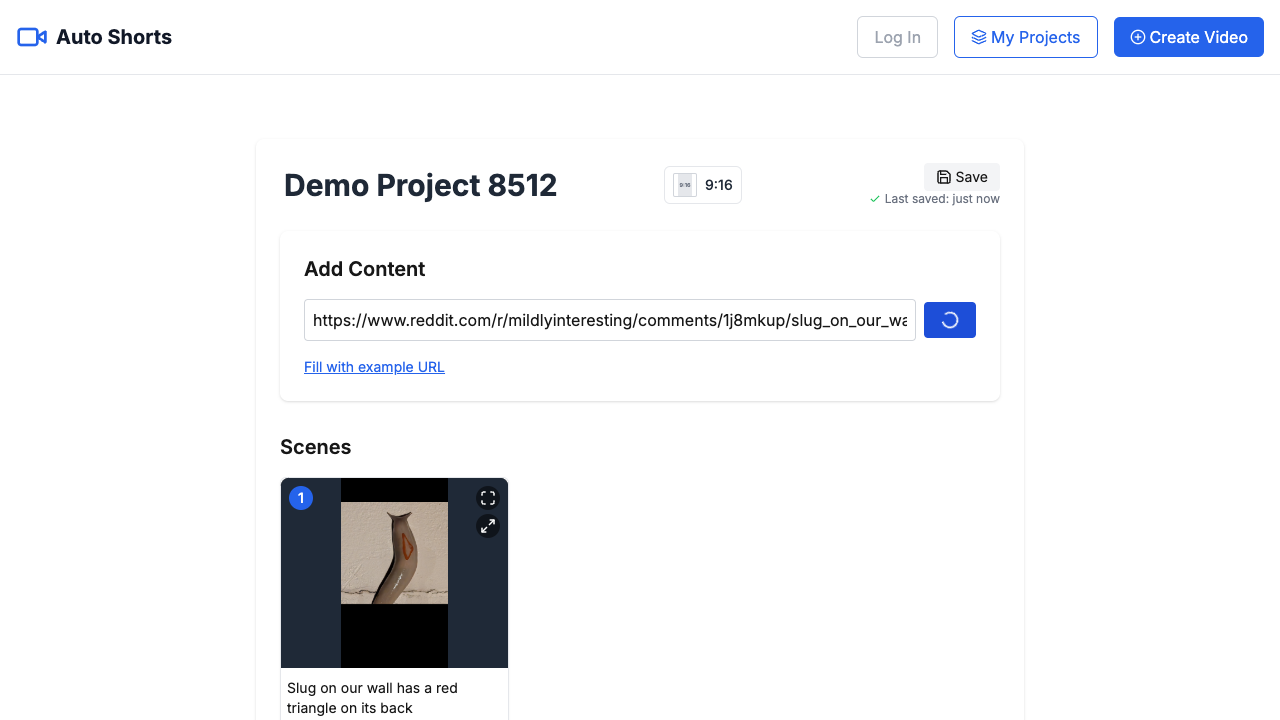 Auto Shorts
Log In
My Projects
Create Video
Demo Project 8512
9:16
9:16
Save
Last saved: just now
Add Content
https://www.reddit.com/r/mildlyinteresting/comments/1j8mkup/slug_on_our_wa
Fill with example URL
Scenes
1
Slug on our wall has a red
triangle on its back